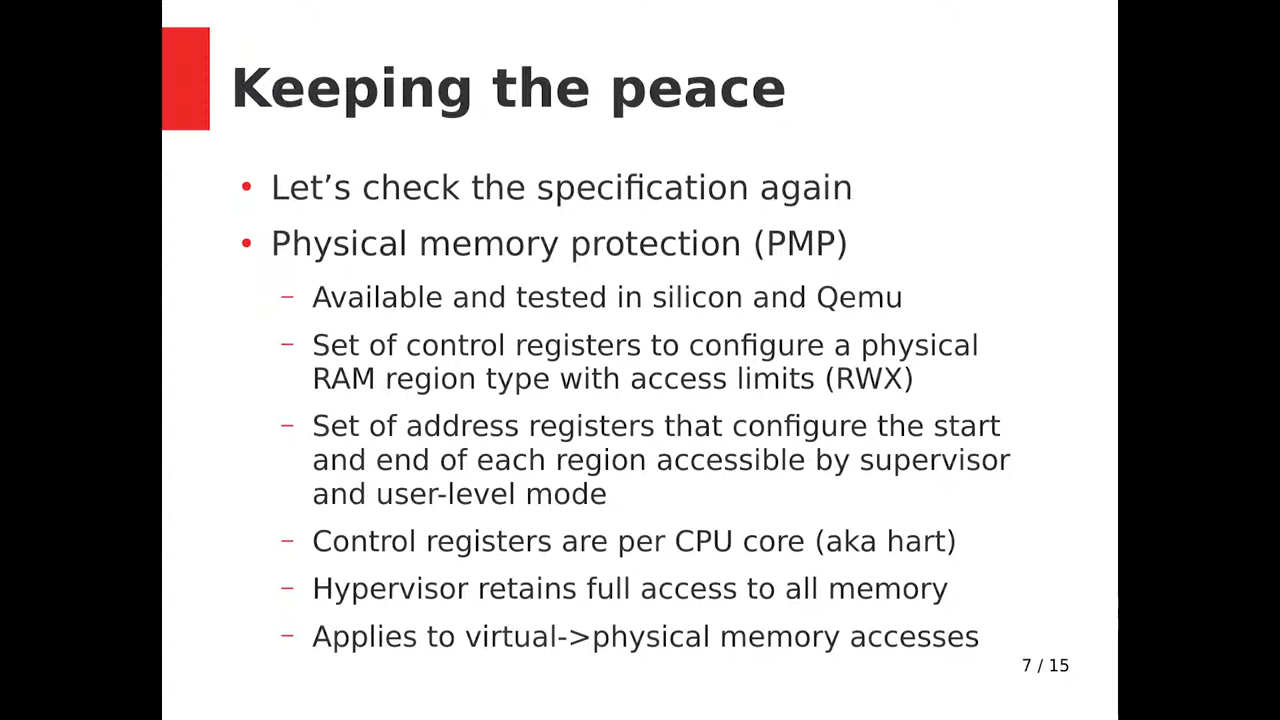 Keeping the peace
• Let’s check the specification again
• Physical memory protection (PMP)
– Available and tested in silicon and Qemu
– Set of control registers to configure a physical
RAM region type with access limits (RWX)
– Set of address registers that configure the start
and end of each region accessible by supervisor
and user-level mode
– Control registers are per CPU core (aka hart)
– Hypervisor retains full access to all memory
– Applies to virtual->physical memory accesses
7 / 15